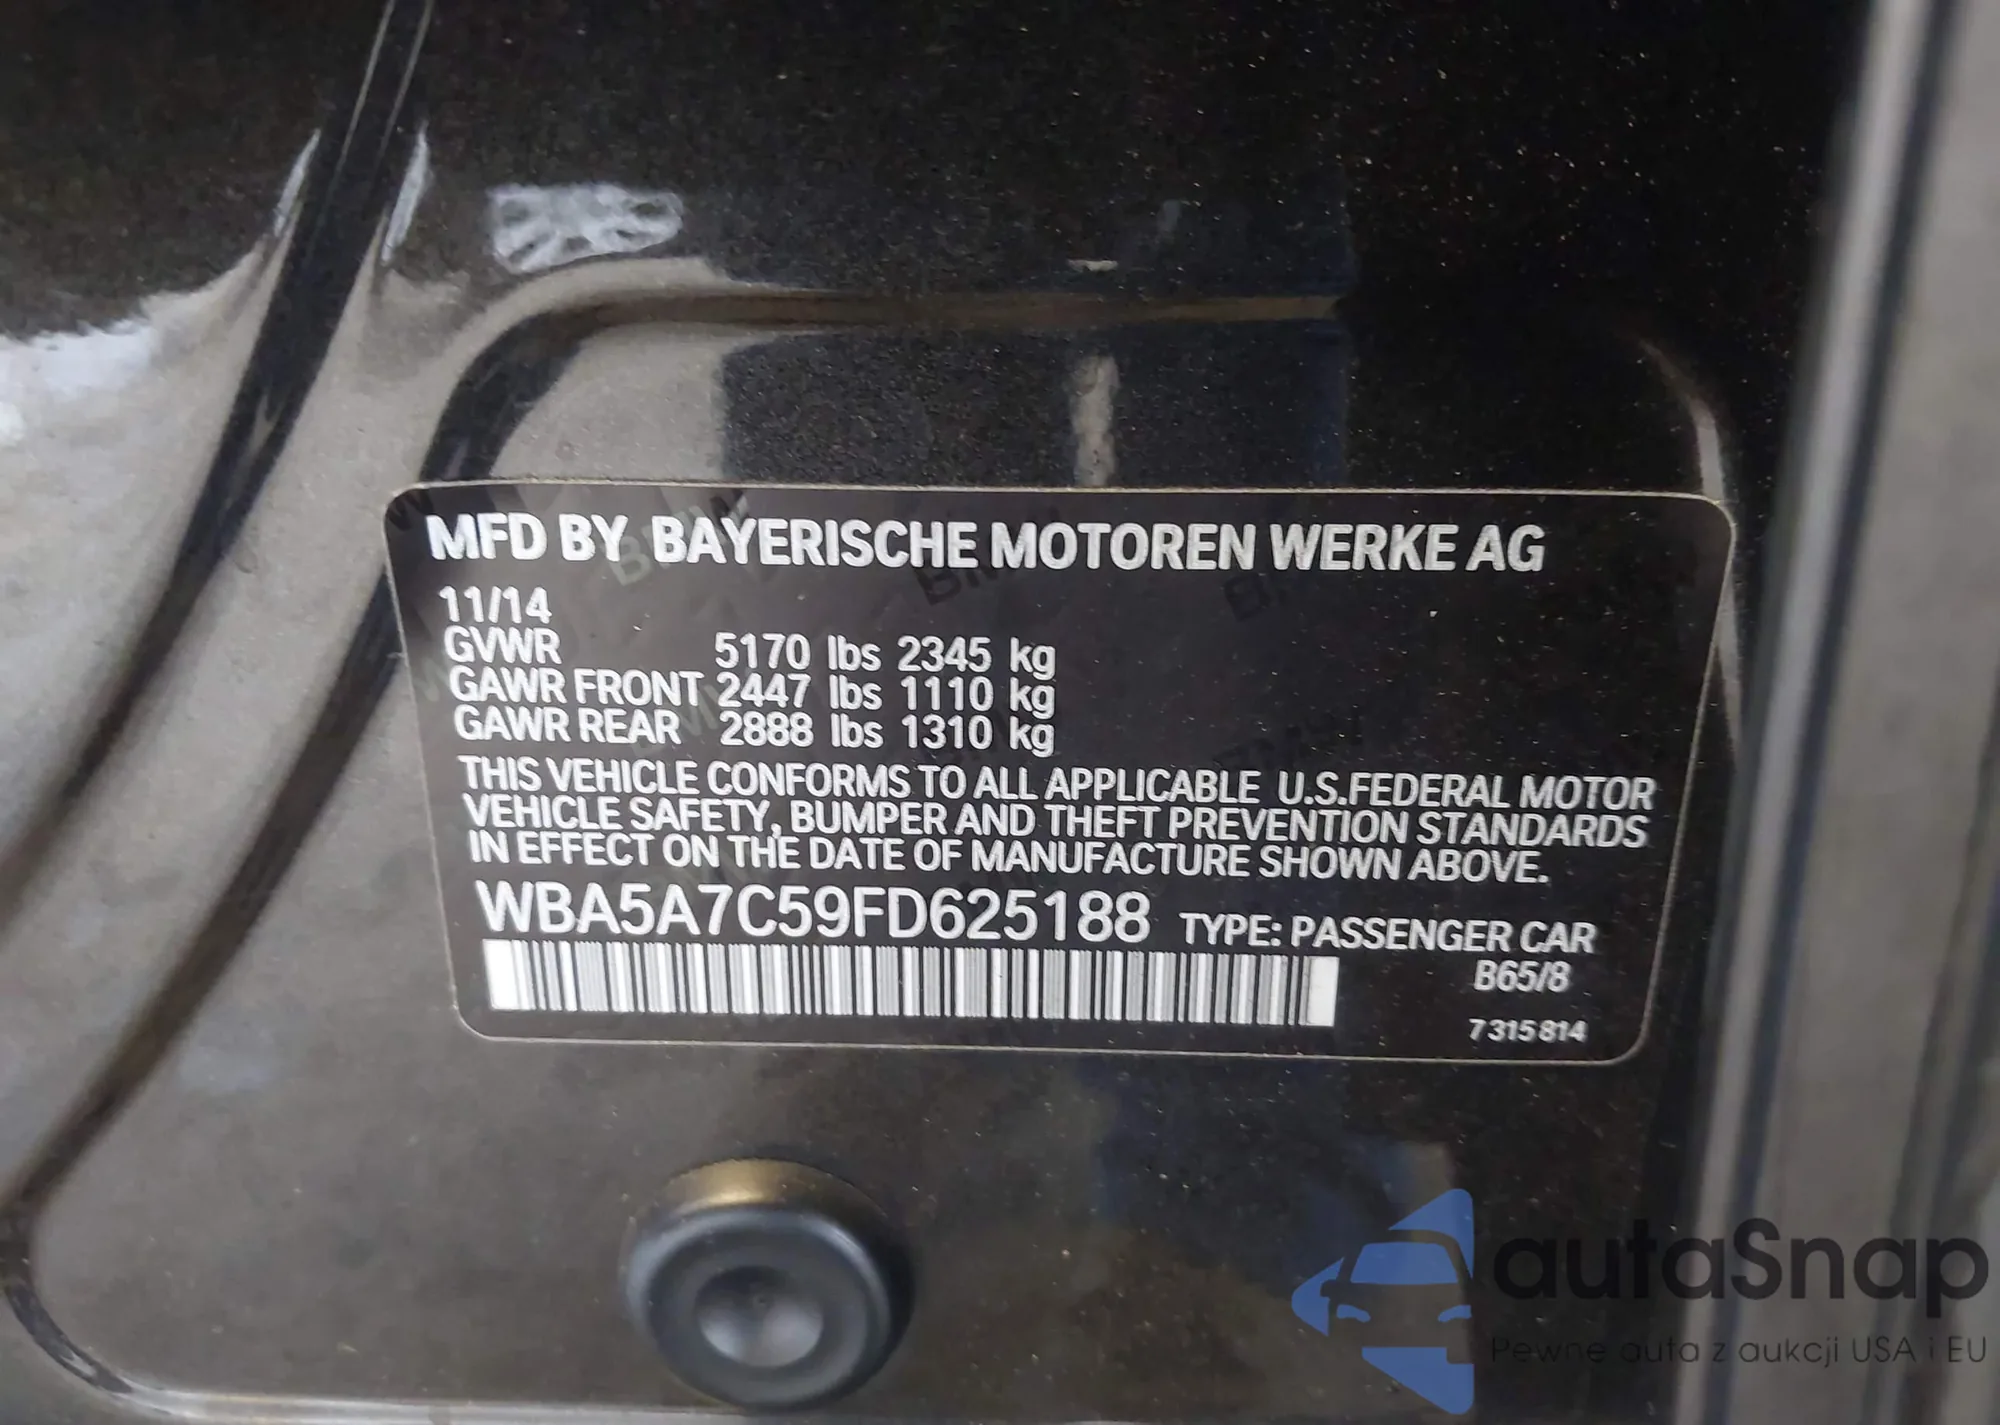 MFD BY BAYERISCHE MOTOREN WERKE AG
11/14
GVWR 5170 lbs 2345 kg
GAWR FRONT 2447 lbs 1110 kg
GAWR REAR 2888 lbs 1310 kg
THIS VEHICLE CONFORMS TO ALL APPLICABLE U.S.FEDERAL MOTOR
VEHICLE SAFETY, BUMPER AND THEFT PREVENTION STANDARDS
IN EFFECT ON THE DATE OF MANUFACTURE SHOWN ABOVE.
WBA5A7C59FD625188 TYPE: PASSENGER CAR
B65/8
7 315 814
autaSnap
Pewne auta z aukcji USA i EU